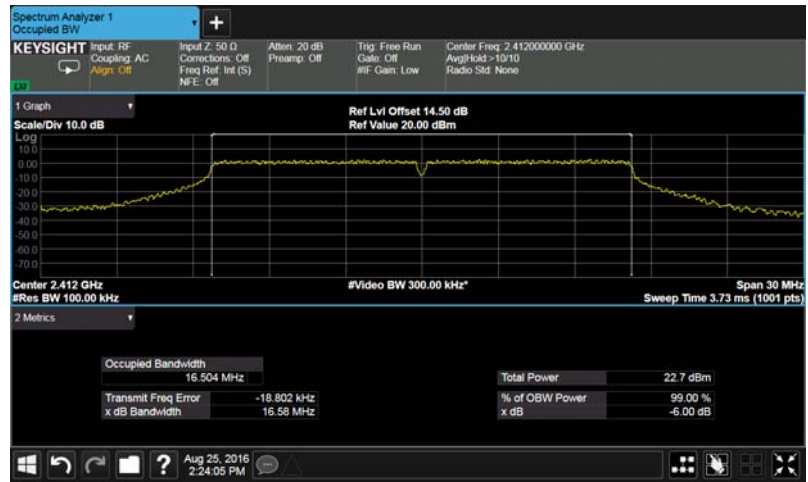 Spectrum Analyzer 1
Occupied BW
+
KEYSIGHT
Input: RF
Coupling: AC
Align: Off
Input Z: 50 Ω
Corrections: Off
Freq Ref: Int (S)
NFE: Off
Atten: 20 dB
Preamp: Off
Trig: Free Run
Gate: Off
#IF Gain: Low
Center Freq: 2.412000000 GHz
Avg|Hold:>10/10
Radio Std: None
LXI
1 Graph
Scale/Div 10.0 dB
Ref Lvl Offset 14.50 dB
Ref Value 20.00 dBm
Log
10.0
0.00
-10.0
-20.0
-30.0
-40.0
-50.0
-60.0
-70.0
Center 2.412 GHz
#Res BW 100.00 kHz
#Video BW 300.00 kHz*
Span 30 MHz
Sweep Time 3.73 ms (1001 pts)
2 Metrics
Occupied Bandwidth
16.504 MHz
Transmit Freq Error -18.802 kHz
x dB Bandwidth 16.58 MHz
Total Power 22.7 dBm
% of OBW Power 99.00 %
x dB -6.00 dB
?
Aug 25, 2016
2:24:05 PM